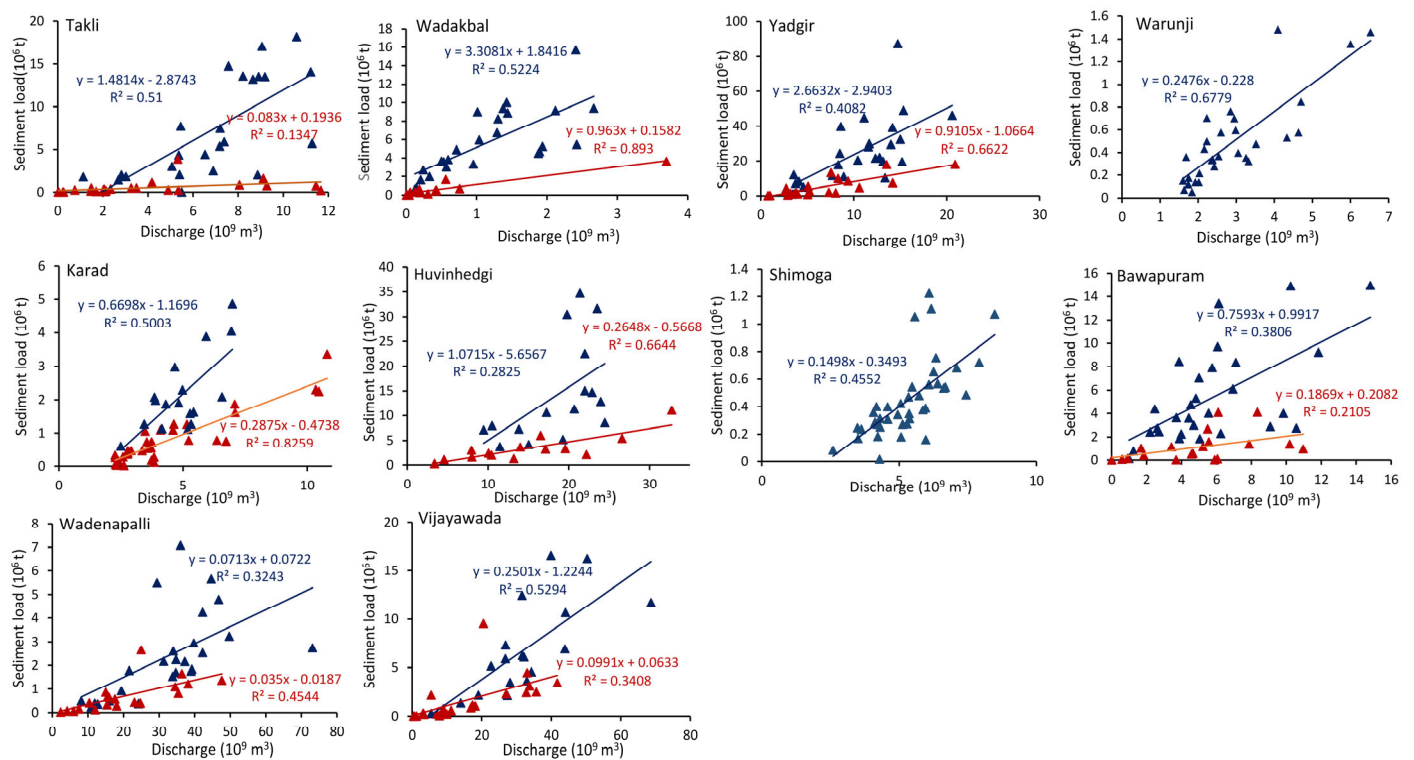 Takli
Sediment load(10⁶ t)
20
15
10
5
0
y = 1.4814x - 2.8743
R² = 0.51
y = 0.083x + 0.1936
R² = 0.1347
0 2 4 6 8 10 12
Discharge (10⁹ m³)
Wadakbal
Sediment load (10⁶ t)
18
16
14
12
10
8
6
4
2
0
y = 3.3081x + 1.8416
R² = 0.5224
y = 0.963x + 0.1582
R² = 0.893
0 1 2 3 4
Discharge (10⁹ m³)
Yadgir
Sediment load (10⁶ t)
100
80
60
40
20
0
y = 2.6632x - 2.9403
R² = 0.4082
y = 0.9105x - 1.0664
R² = 0.6622
0 10 20 30
Discharge (10⁹ m³)
Warunji
Sediment load (10⁶ t)
1.6
1.4
1.2
1
0.8
0.6
0.4
0.2
0
y = 0.2476x - 0.228
R² = 0.6779
0 1 2 3 4 5 6 7
Discharge (10⁹ m³)
Karad
Sediment load (10⁶ t)
6
5
4
3
2
1
0
y = 0.6698x - 1.1696
R² = 0.5003
y = 0.2875x - 0.4738
R² = 0.8259
0 5 10
Discharge (10⁹ m³)
Huvinhedgi
Sediment load (10⁶ t)
40
35
30
25
20
15
10
5
0
y = 0.2648x - 0.5668
R² = 0.6644
y = 1.0715x - 5.6567
R² = 0.2825
0 10 20 30
Discharge (10⁹ m³)
Shimoga
Sediment load (10⁶ t)
1.4
1.2
1
0.8
0.6
0.4
0.2
0
y = 0.1498x - 0.3493
R² = 0.4552
0 5 10
Discharge (10⁹ m³)
Bawapuram
Sediment load (10⁶ t)
16
14
12
10
8
6
4
2
0
y = 0.7593x + 0.9917
R² = 0.3806
y = 0.1869x + 0.2082
R² = 0.2105
0 2 4 6 8 10 12 14 16
Discharge (10⁹ m³)
Wadenapalli
Sediment load (10⁶ t)
8
7
6
5
4
3
2
1
0
y = 0.0713x + 0.0722
R² = 0.3243
y = 0.035x - 0.0187
R² = 0.4544
0 10 20 30 40 50 60 70 80
Discharge (10⁹ m³)
Vijayawada
Sediment load (10⁶ t)
20
15
10
5
0
y = 0.2501x - 1.2244
R² = 0.5294
y = 0.0991x + 0.0633
R² = 0.3408
0 20 40 60 80
Discharge (10⁹ m³)